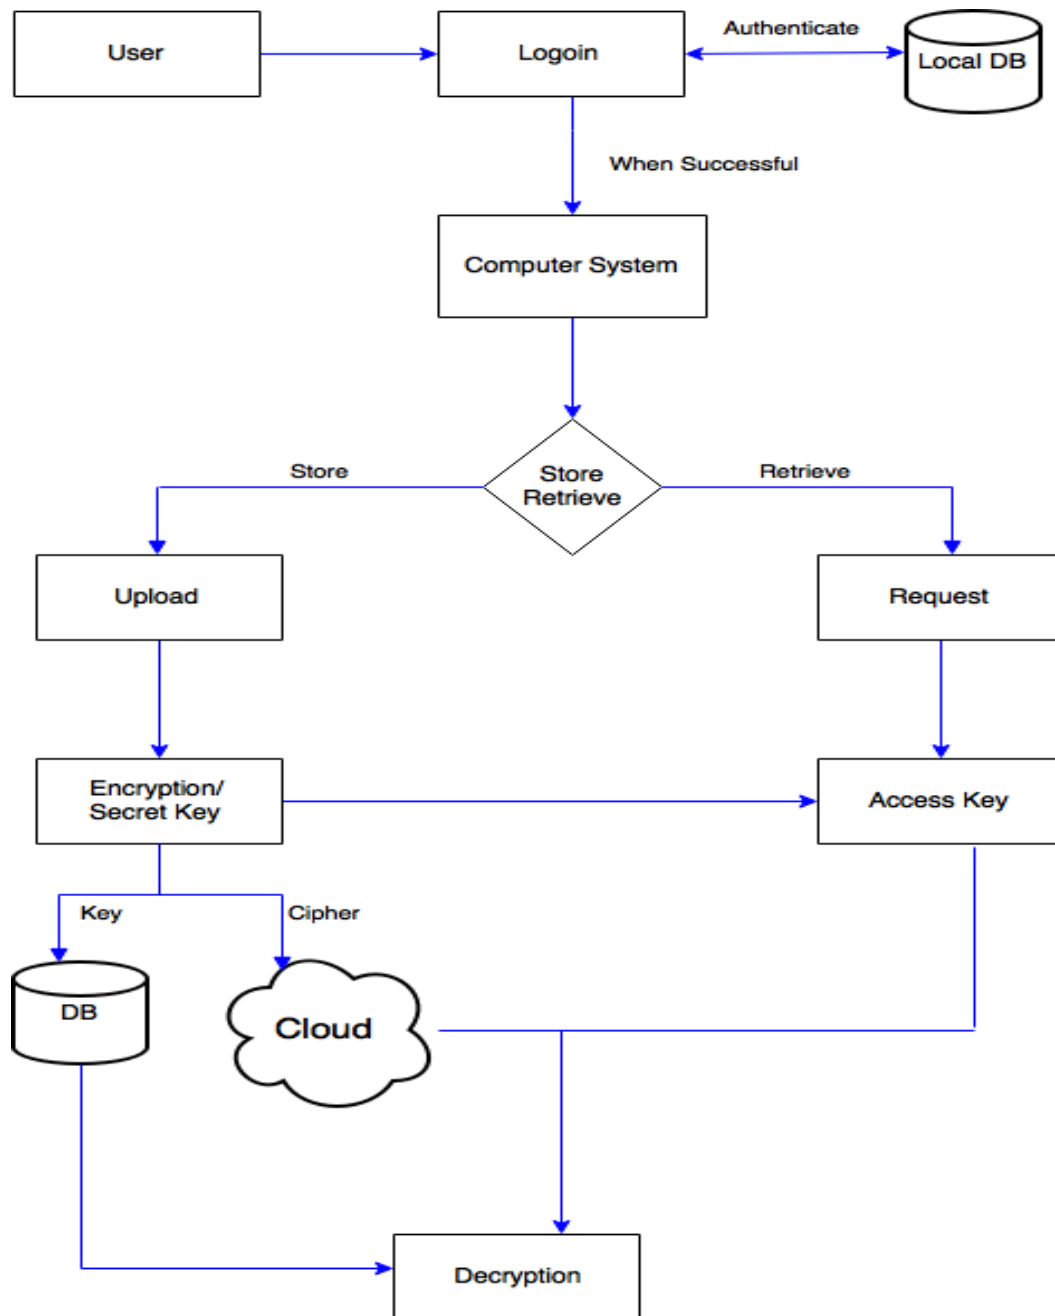 User
Logoin
Authenticate
Local DB
When Successful
Computer System
Store
Store
Retrieve
Retrieve
Upload
Request
Encryption/
Secret Key
Access Key
Key
Cipher
DB
Cloud
Decryption